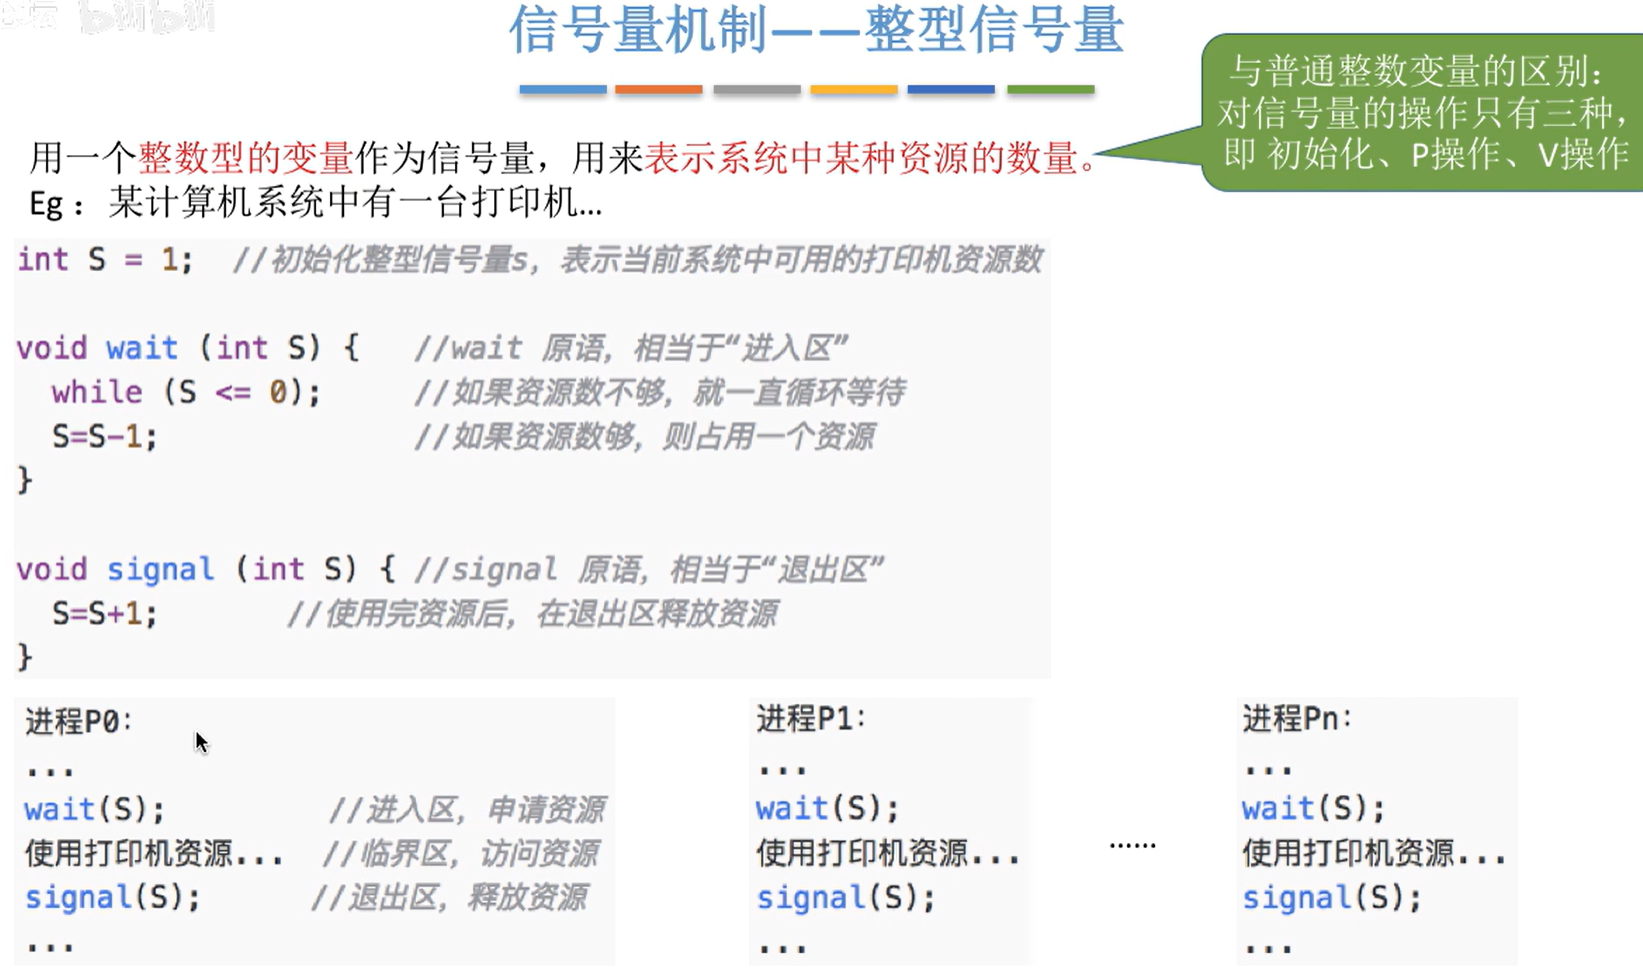 bilibili
信号量机制——整型信号量
与普通整数变量的区别：
对信号量的操作只有三种，
即 初始化、P操作、V操作
用一个整数型的变量作为信号量，用来表示系统中某种资源的数量。
Eg：某计算机系统中有一台打印机...
int S = 1;  //初始化整型信号量s，表示当前系统中可用的打印机资源数
void wait (int S) {  //wait 原语，相当于“进入区”
while (S <= 0);  //如果资源数不够，就一直循环等待
S=S-1;  //如果资源数够，则占用一个资源
}
void signal (int S) { //signal 原语，相当于“退出区”
S=S+1;  //使用完资源后，在退出区释放资源
}
进程P0：
...
wait(S);  //进入区，申请资源
使用打印机资源...  //临界区，访问资源
signal(S);  //退出区，释放资源
...
进程P1：
...
wait(S);
使用打印机资源...
signal(S);
...
......
进程Pn：
...
wait(S);
使用打印机资源...
signal(S);
...